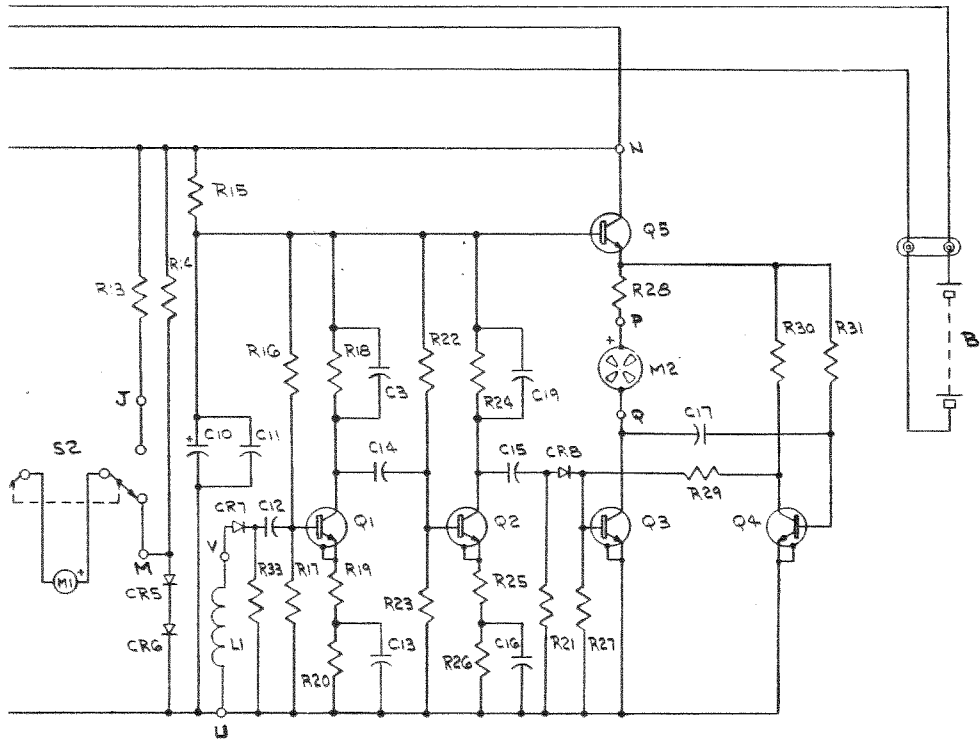 N
R15
Q5
R13
R14
R28
P
+
R30
R31
B
R16
R18
C3
R22
R24
C19
M2
J
Q
C17
S2
+
C10
C11
C14
C15
CR8
R29
CR7
C12
Q1
Q2
Q3
Q4
V
M
M1
+
R33
R17
R19
R25
CR5
R23
CR6
L1
C13
C16
R21
R27
R20
R26
U